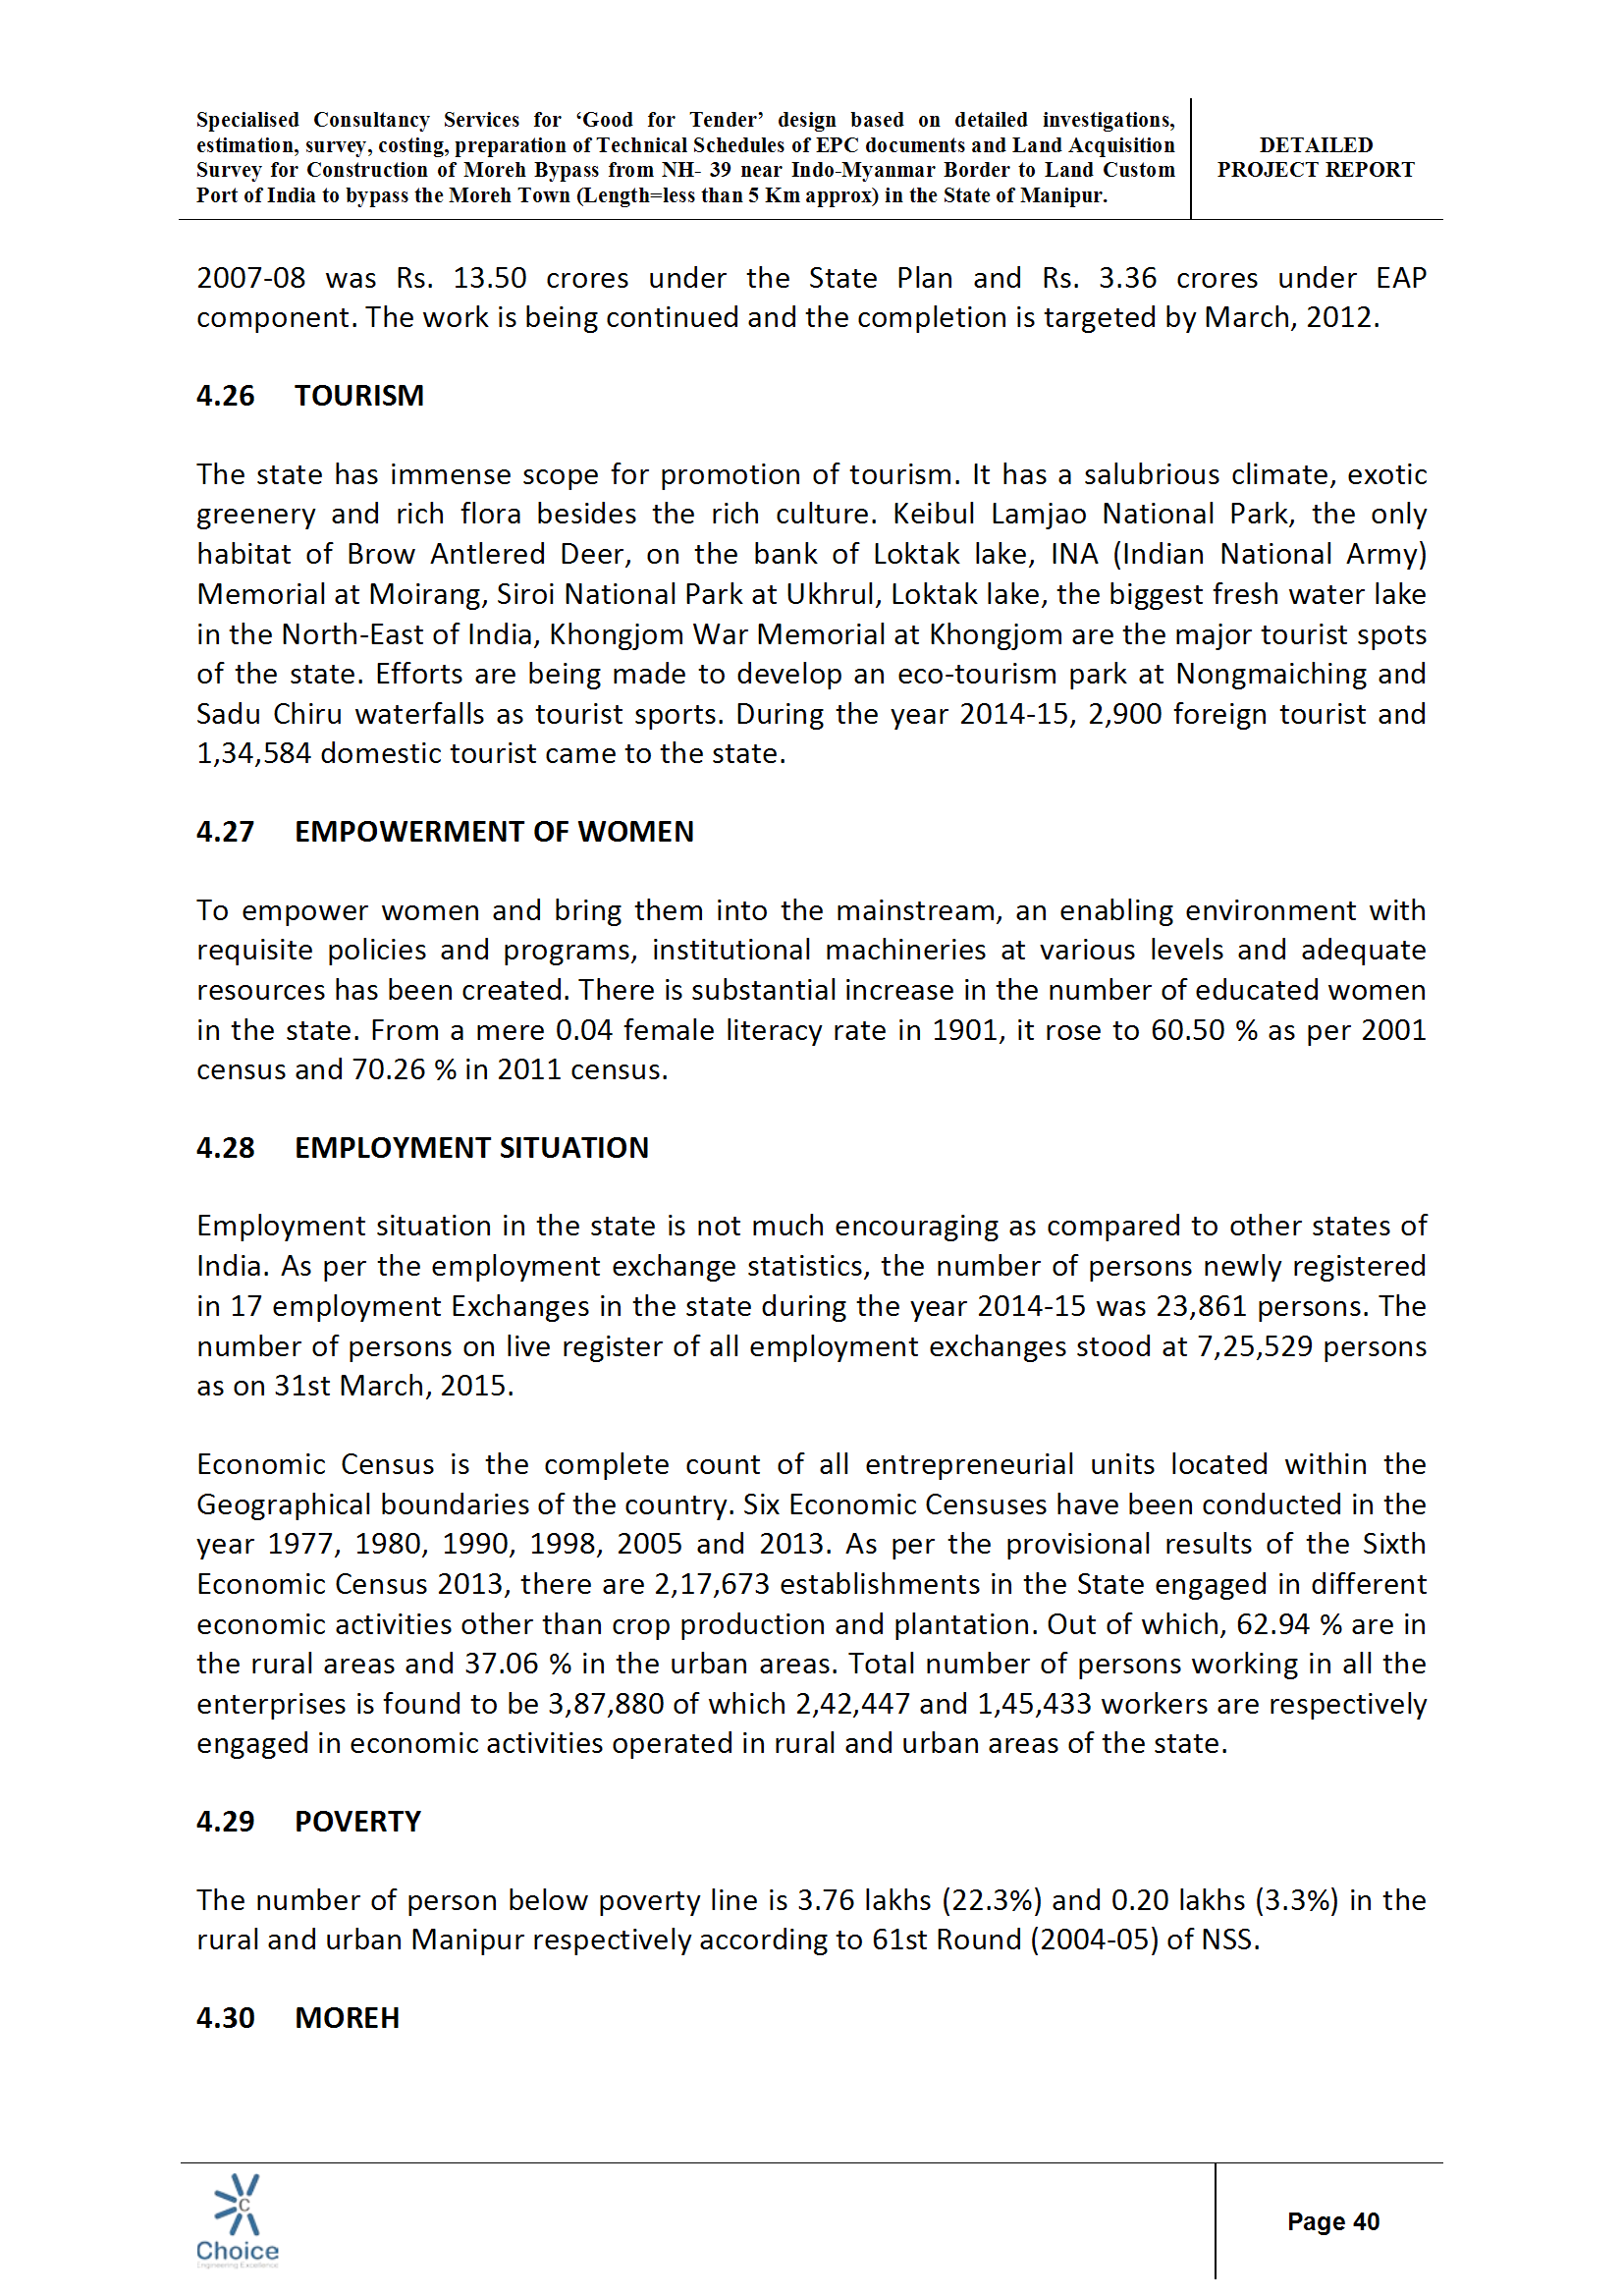 Specialised Consultancy Services for ‘Good for Tender’ design based on detailed investigations,
estimation, survey, costing, preparation of Technical Schedules of EPC documents and Land Acquisition
Survey for Construction of Moreh Bypass from NH- 39 near Indo-Myanmar Border to Land Custom
Port of India to bypass the Moreh Town (Length=less than 5 Km approx) in the State of Manipur.
DETAILED
PROJECT REPORT
2007-08 was Rs. 13.50 crores under the State Plan and Rs. 3.36 crores under EAP
component. The work is being continued and the completion is targeted by March, 2012.
4.26 TOURISM
The state has immense scope for promotion of tourism. It has a salubrious climate, exotic
greenery and rich flora besides the rich culture. Keibul Lamjao National Park, the only
habitat of Brow Antlered Deer, on the bank of Loktak lake, INA (Indian National Army)
Memorial at Moirang, Siroi National Park at Ukhrul, Loktak lake, the biggest fresh water lake
in the North-East of India, Khongjom War Memorial at Khongjom are the major tourist spots
of the state. Efforts are being made to develop an eco-tourism park at Nongmaiching and
Sadu Chiru waterfalls as tourist sports. During the year 2014-15, 2,900 foreign tourist and
1,34,584 domestic tourist came to the state.
4.27 EMPOWERMENT OF WOMEN
To empower women and bring them into the mainstream, an enabling environment with
requisite policies and programs, institutional machineries at various levels and adequate
resources has been created. There is substantial increase in the number of educated women
in the state. From a mere 0.04 female literacy rate in 1901, it rose to 60.50 % as per 2001
census and 70.26 % in 2011 census.
4.28 EMPLOYMENT SITUATION
Employment situation in the state is not much encouraging as compared to other states of
India. As per the employment exchange statistics, the number of persons newly registered
in 17 employment Exchanges in the state during the year 2014-15 was 23,861 persons. The
number of persons on live register of all employment exchanges stood at 7,25,529 persons
as on 31st March, 2015.
Economic Census is the complete count of all entrepreneurial units located within the
Geographical boundaries of the country. Six Economic Censuses have been conducted in the
year 1977, 1980, 1990, 1998, 2005 and 2013. As per the provisional results of the Sixth
Economic Census 2013, there are 2,17,673 establishments in the State engaged in different
economic activities other than crop production and plantation. Out of which, 62.94 % are in
the rural areas and 37.06 % in the urban areas. Total number of persons working in all the
enterprises is found to be 3,87,880 of which 2,42,447 and 1,45,433 workers are respectively
engaged in economic activities operated in rural and urban areas of the state.
4.29 POVERTY
The number of person below poverty line is 3.76 lakhs (22.3%) and 0.20 lakhs (3.3%) in the
rural and urban Manipur respectively according to 61st Round (2004-05) of NSS.
4.30 MOREH
C
Choice
Engineering Excellence
Page 40